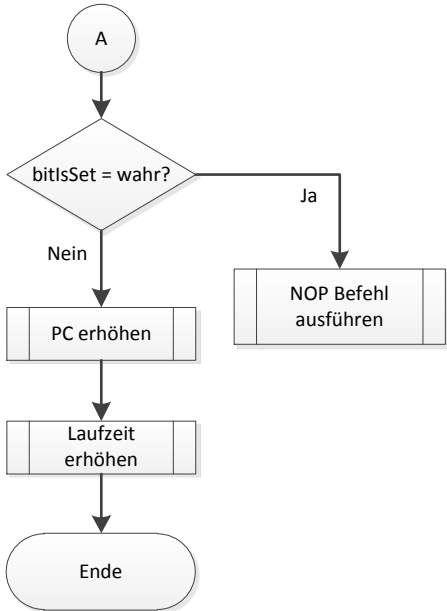 A
bitIsSet = wahr?
Ja
Nein
NOP Befehl
ausführen
PC erhöhen
Laufzeit
erhöhen
Ende